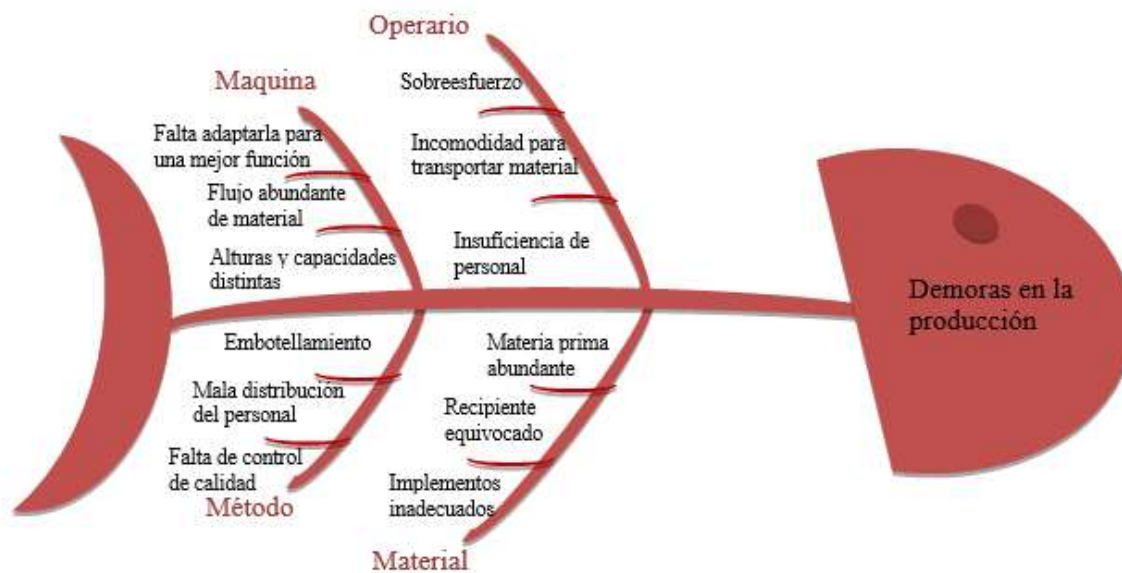 Operario
Sobreesfuerzo
Incomodidad para
transportar material
Insuficiencia de
personal
Maquina
Falta adaptarla para
una mejor función
Flujo abundante
de material
Alturas y capacidades
distintas
Demoras en la
producción
Embotellamiento
Mala distribución
del personal
Falta de control
de calidad
Método
Materia prima
abundante
Recipiente
equivocado
Implementos
inadecuados
Material